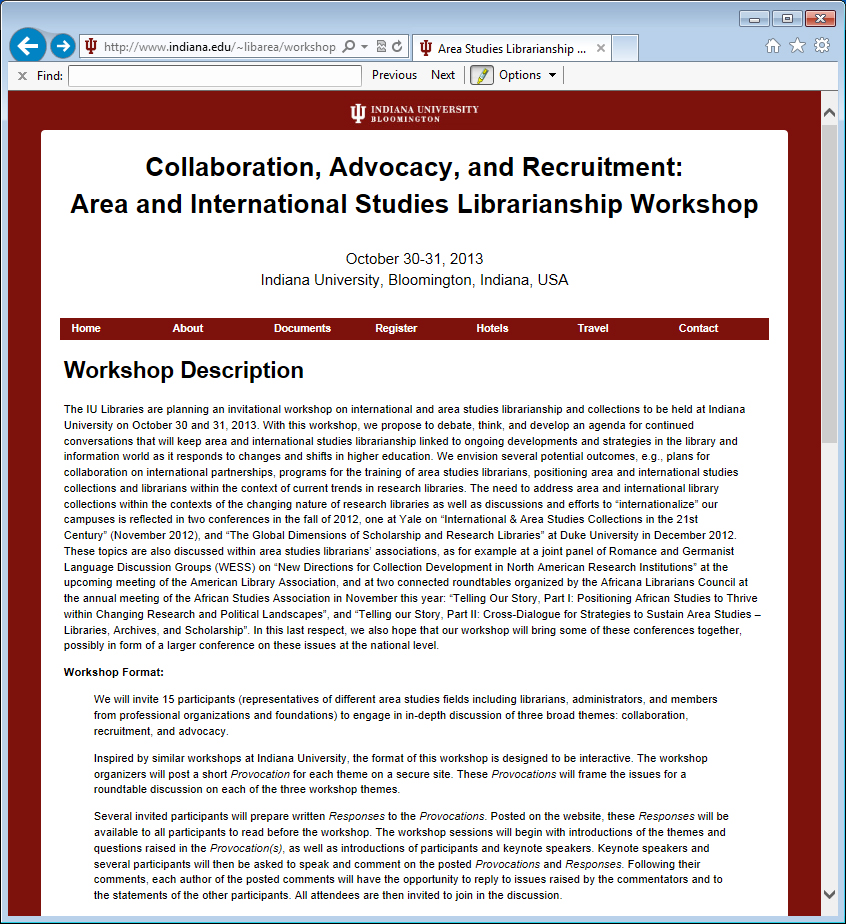 http://www.indiana.edu/~libarea/workshop
Area Studies Librarianship ...
Find:
Previous Next Options
INDIANA UNIVERSITY
BLOOMINGTON
Collaboration, Advocacy, and Recruitment:
Area and International Studies Librarianship Workshop
October 30-31, 2013
Indiana University, Bloomington, Indiana, USA
Home About Documents Register Hotels Travel Contact
Workshop Description
The IU Libraries are planning an invitational workshop on international and area studies librarianship and collections to be held at Indiana
University on October 30 and 31, 2013. With this workshop, we propose to debate, think, and develop an agenda for continued
conversations that will keep area and international studies librarianship linked to ongoing developments and strategies in the library and
information world as it responds to changes and shifts in higher education. We envision several potential outcomes, e.g., plans for
collaboration on international partnerships, programs for the training of area studies librarians, positioning area and international studies
collections and librarians within the context of current trends in research libraries. The need to address area and international library
collections within the contexts of the changing nature of research libraries as well as discussions and efforts to “internationalize” our
campuses is reflected in two conferences in the fall of 2012, one at Yale on “International & Area Studies Collections in the 21st
Century” (November 2012), and “The Global Dimensions of Scholarship and Research Libraries” at Duke University in December 2012.
These topics are also discussed within area studies librarians’ associations, as for example at a joint panel of Romance and Germanist
Language Discussion Groups (WESS) on “New Directions for Collection Development in North American Research Institutions” at the
upcoming meeting of the American Library Association, and at two connected roundtables organized by the Africana Librarians Council at
the annual meeting of the African Studies Association in November this year: “Telling Our Story, Part I: Positioning African Studies to Thrive
within Changing Research and Political Landscapes”, and “Telling our Story, Part II: Cross-Dialogue for Strategies to Sustain Area Studies –
Libraries, Archives, and Scholarship”. In this last respect, we also hope that our workshop will bring some of these conferences together,
possibly in form of a larger conference on these issues at the national level.
Workshop Format:
We will invite 15 participants (representatives of different area studies fields including librarians, administrators, and members
from professional organizations and foundations) to engage in in-depth discussion of three broad themes: collaboration,
recruitment, and advocacy.
Inspired by similar workshops at Indiana University, the format of this workshop is designed to be interactive. The workshop
organizers will post a short Provocation for each theme on a secure site. These Provocations will frame the issues for a
roundtable discussion on each of the three workshop themes.
Several invited participants will prepare written Responses to the Provocations. Posted on the website, these Responses will be
available to all participants to read before the workshop. The workshop sessions will begin with introductions of the themes and
questions raised in the Provocation(s), as well as introductions of participants and keynote speakers. Keynote speakers and
several participants will then be asked to speak and comment on the posted Provocations and Responses. Following their
comments, each author of the posted comments will have the opportunity to reply to issues raised by the commentators and to
the statements of the other participants. All attendees are then invited to join in the discussion.